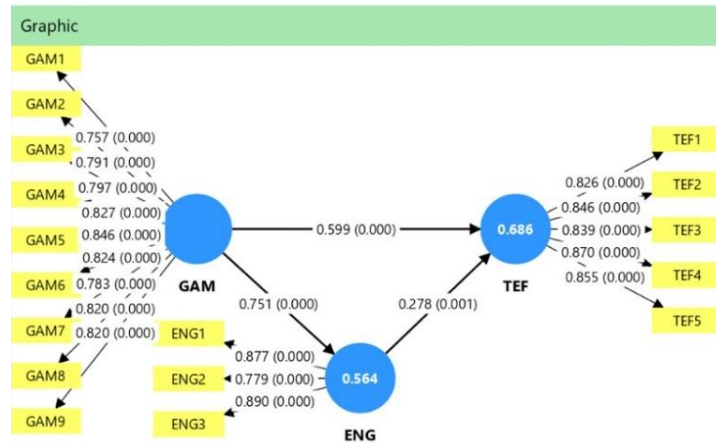 Graphic
GAM1
GAM2
GAM3
GAM4
GAM5
GAM6
GAM7
GAM8
GAM9
0.757 (0.000)
0.791 (0.000)
0.797 (0.000)
0.827 (0.000)
0.846 (0.000)
0.824 (0.000)
0.783 (0.000)
0.820 (0.000)
0.820 (0.000)
GAM
0.599 (0.000)
0.751 (0.000)
0.278 (0.001)
ENG1
ENG2
ENG3
0.877 (0.000)
0.779 (0.000)
0.890 (0.000)
0.564
ENG
0.686
TEF
0.826 (0.000)
0.846 (0.000)
0.839 (0.000)
0.870 (0.000)
0.855 (0.000)
TEF1
TEF2
TEF3
TEF4
TEF5